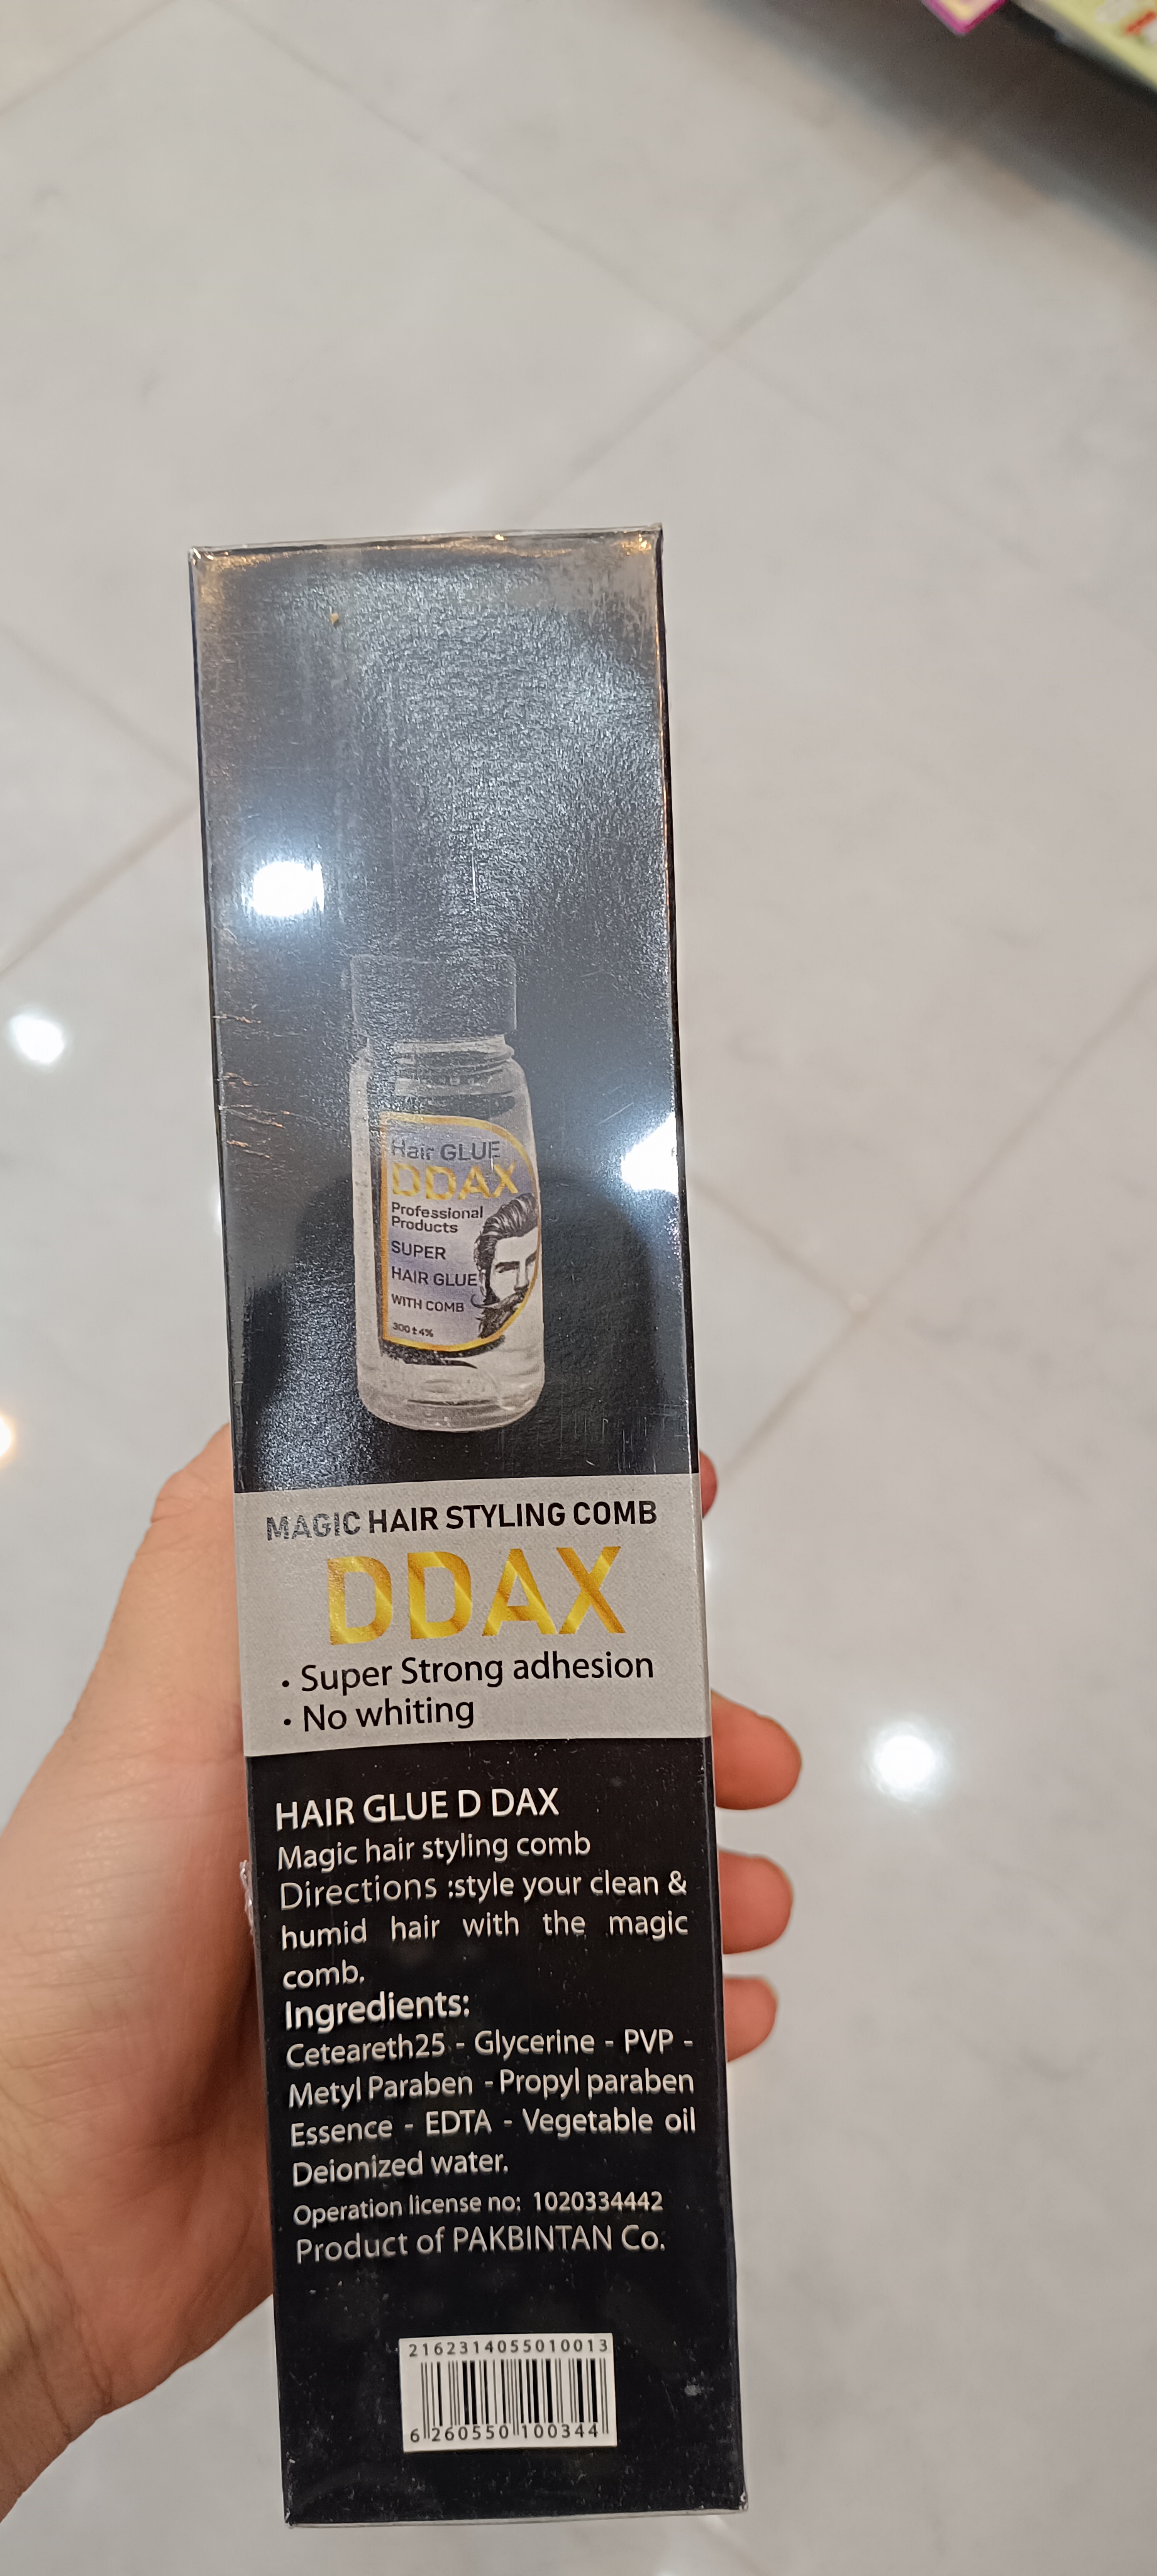 Hair GLUE
DDAX
Professional
Products
SUPER
HAIR GLUE
WITH COMB
300±4%
MAGIC HAIR STYLING COMB
DDAX
• Super Strong adhesion
• No whiting
HAIR GLUE D DAX
Magic hair styling comb
Directions :style your clean &
humid hair with the magic
comb.
Ingredients:
Ceteareth25 - Glycerine - PVP -
Metyl Paraben - Propyl paraben
Essence - EDTA - Vegetable oil
Deionized water.
Operation license no: 1020334442
Product of PAKBINTAN Co.
2162314055010013
6 260550 100344